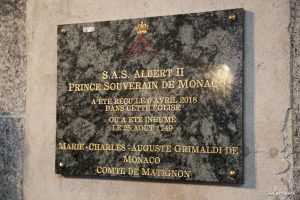 S.A.S. ALBERT II
PRINCE SOUVERAIN DE MONACO
A ÉTÉ REÇU LE 6 AVRIL 2018
DANS CETTE ÉGLISE
OÙ A ÉTÉ INHUMÉ
LE 25 AOÛT 1749
MARIE-CHARLES-AUGUSTE GRIMALDI DE
MONACO
COMTE DE MATIGNON